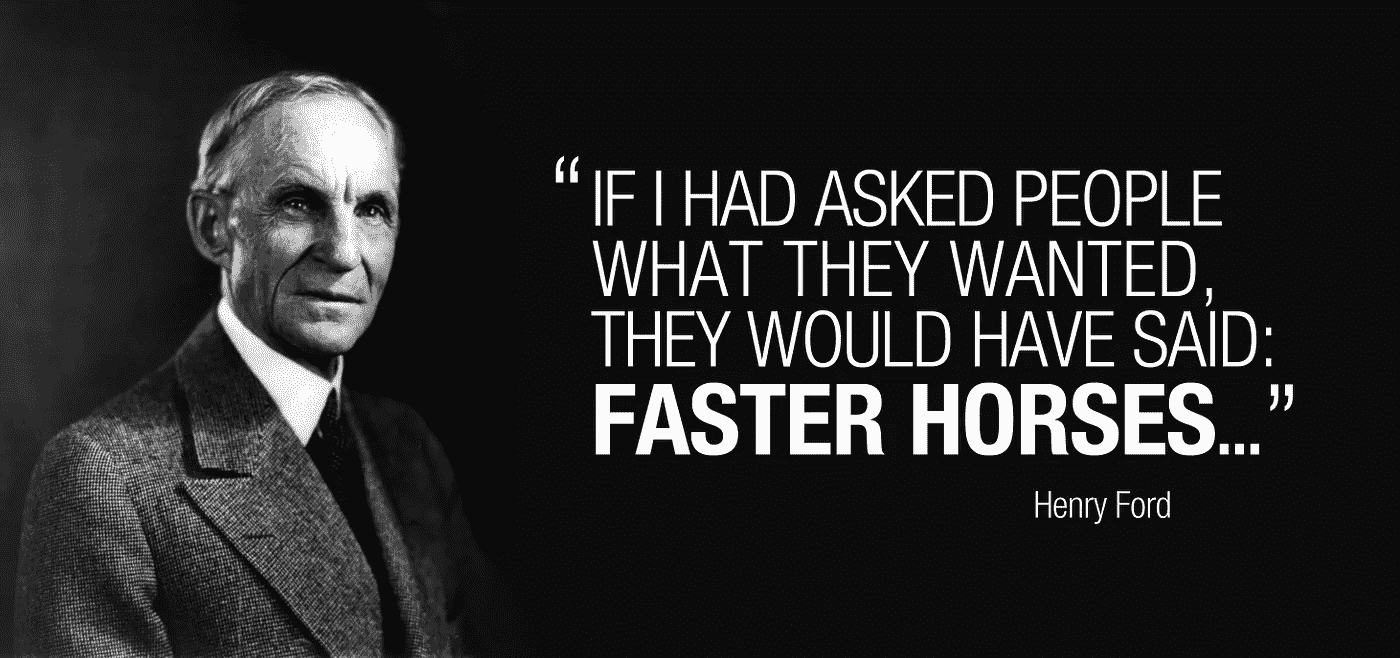 “IF I HAD ASKED PEOPLE
WHAT THEY WANTED,
THEY WOULD HAVE SAID:
FASTER HORSES...”
Henry Ford